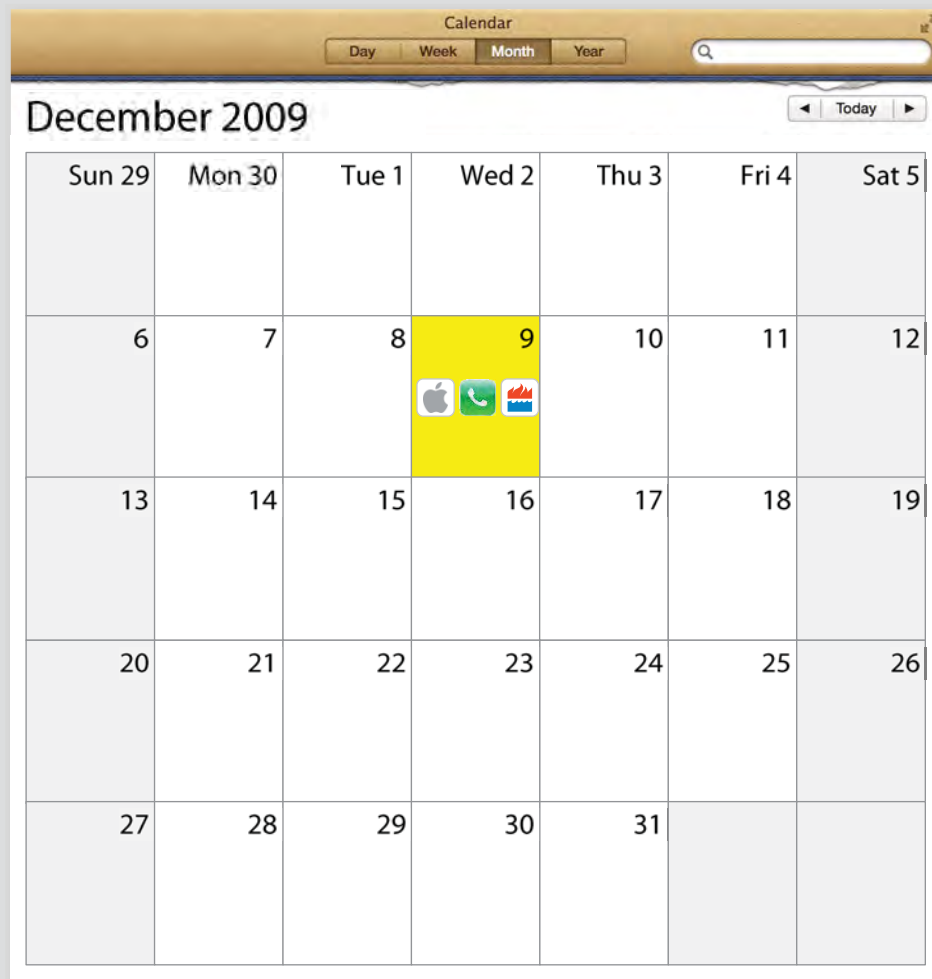 Calendar
Day Week Month Year
December 2009
Today
Sun 29 Mon 30 Tue 1 Wed 2 Thu 3 Fri 4 Sat 5
6 7 8 9 10 11 12
13 14 15 16 17 18 19
20 21 22 23 24 25 26
27 28 29 30 31